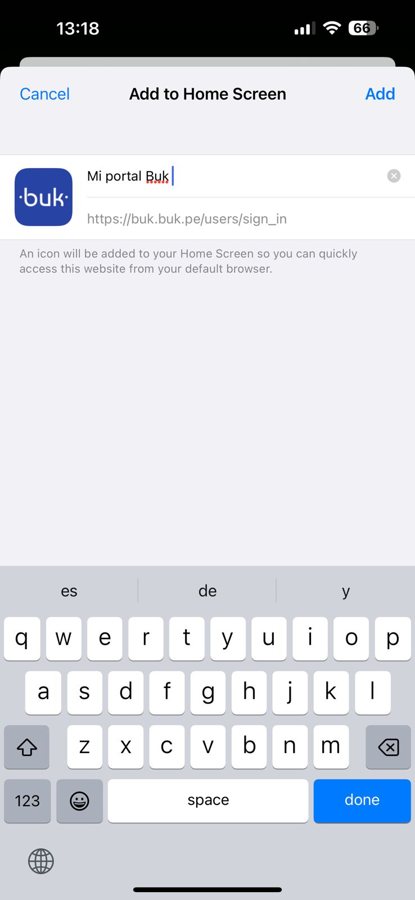 13:18
66
Cancel
Add to Home Screen
Add
·buk·
Mi portal Buk
https://buk.buk.pe/users/sign_in
An icon will be added to your Home Screen so you can quickly
access this website from your default browser.
es
de
y
q w e r t y u i o p
a s d f g h j k l
z x c v b n m
123
space
done